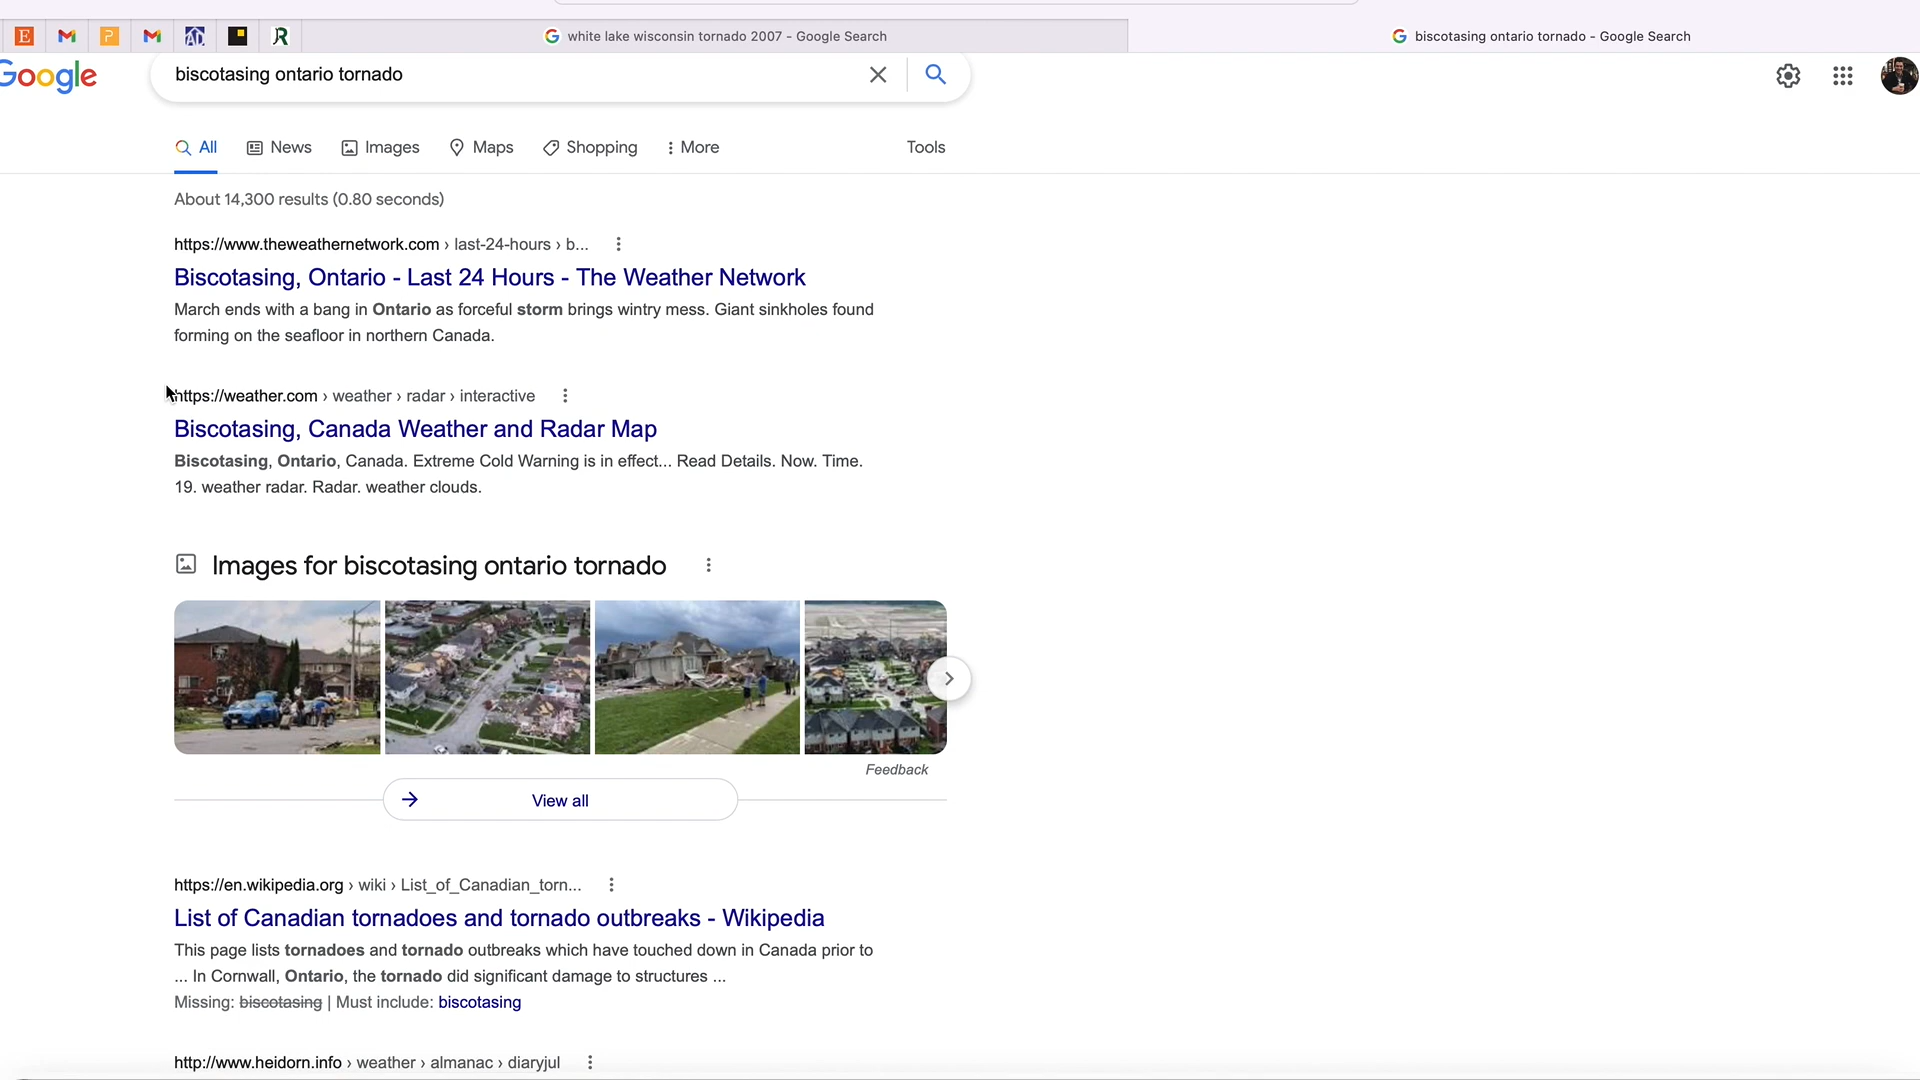 white lake wisconsin tornado 2007 - Google Search
biscotasing ontario tornado - Google Search
Google
biscotasing ontario tornado
All
News
Images
Maps
Shopping
More
Tools
About 14,300 results (0.80 seconds)
https://www.theweathernetwork.com › last-24-hours › b...
Biscotasing, Ontario - Last 24 Hours - The Weather Network
March ends with a bang in Ontario as forceful storm brings wintry mess. Giant sinkholes found
forming on the seafloor in northern Canada.
https://weather.com › weather › radar › interactive
Biscotasing, Canada Weather and Radar Map
Biscotasing, Ontario, Canada. Extreme Cold Warning is in effect... Read Details. Now. Time.
19. weather radar. Radar. weather clouds.
Images for biscotasing ontario tornado
Feedback
View all
https://en.wikipedia.org › wiki › List_of_Canadian_torn...
List of Canadian tornadoes and tornado outbreaks - Wikipedia
This page lists tornadoes and tornado outbreaks which have touched down in Canada prior to
... In Cornwall, Ontario, the tornado did significant damage to structures ...
Missing: biscotasing | Must include: biscotasing
http://www.heidorn.info › weather › almanac › diaryjul